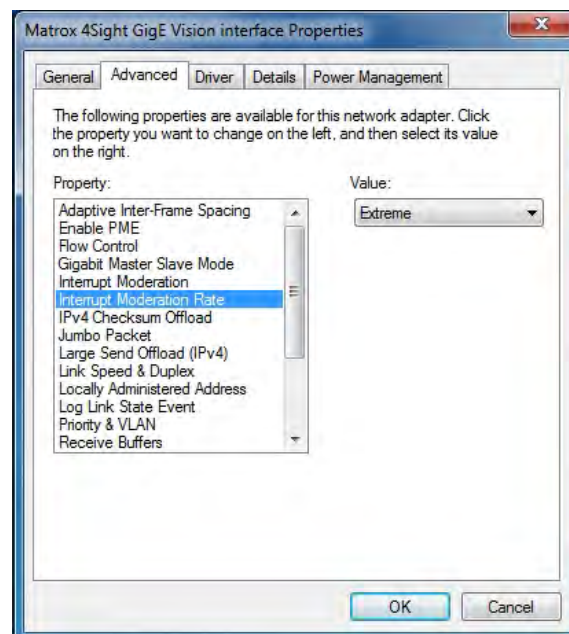 Matrox 4Sight GigE Vision interface Properties
General Advanced Driver Details Power Management
The following properties are available for this network adapter. Click
the property you want to change on the left, and then select its value
on the right.
Property:
Value:
Adaptive Inter-Frame Spacing
Enable PME
Flow Control
Gigabit Master Slave Mode
Interrupt Moderation
Interrupt Moderation Rate
IPv4 Checksum Offload
Jumbo Packet
Large Send Offload (IPv4)
Link Speed & Duplex
Locally Administered Address
Log Link State Event
Priority & VLAN
Receive Buffers
Extreme
OK Cancel